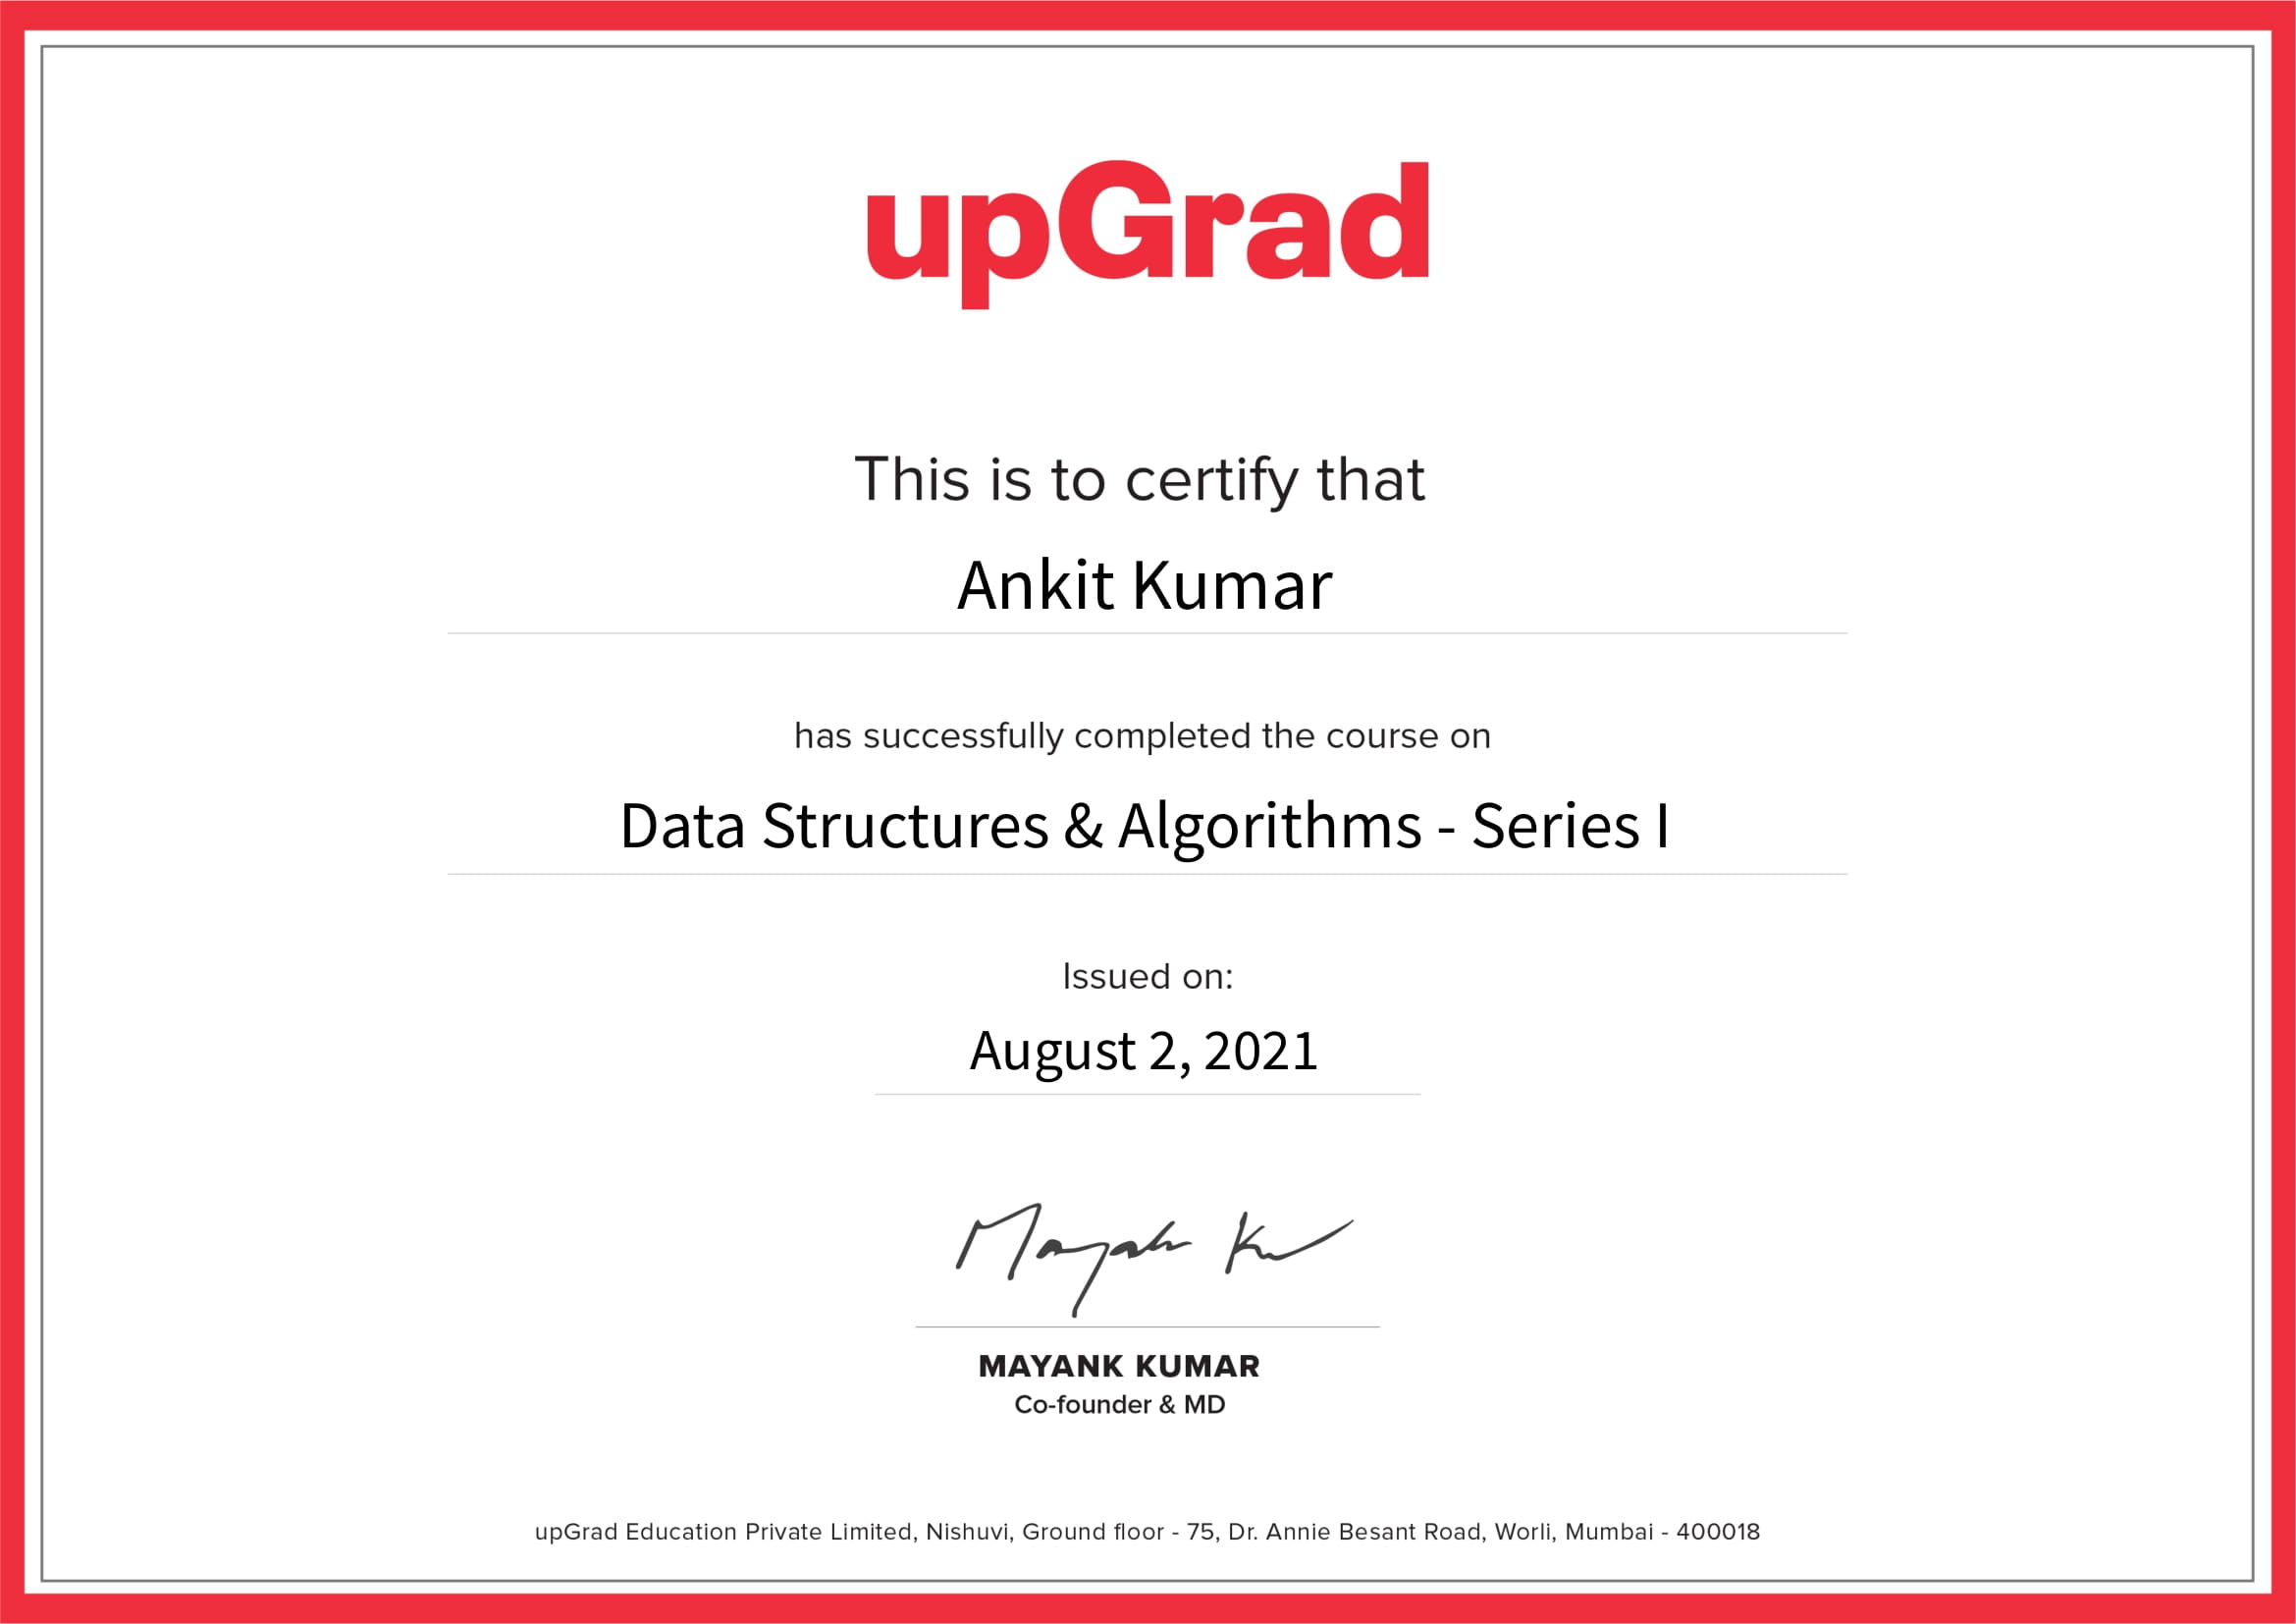 upGrad
This is to certify that
Ankit Kumar
has successfully completed the course on
Data Structures & Algorithms - Series I
Issued on:
August 2, 2021
Mayank Ku
MAYANK KUMAR
Co-founder & MD
upGrad Education Private Limited, Nishuvi, Ground floor - 75, Dr. Annie Besant Road, Worli, Mumbai - 400018